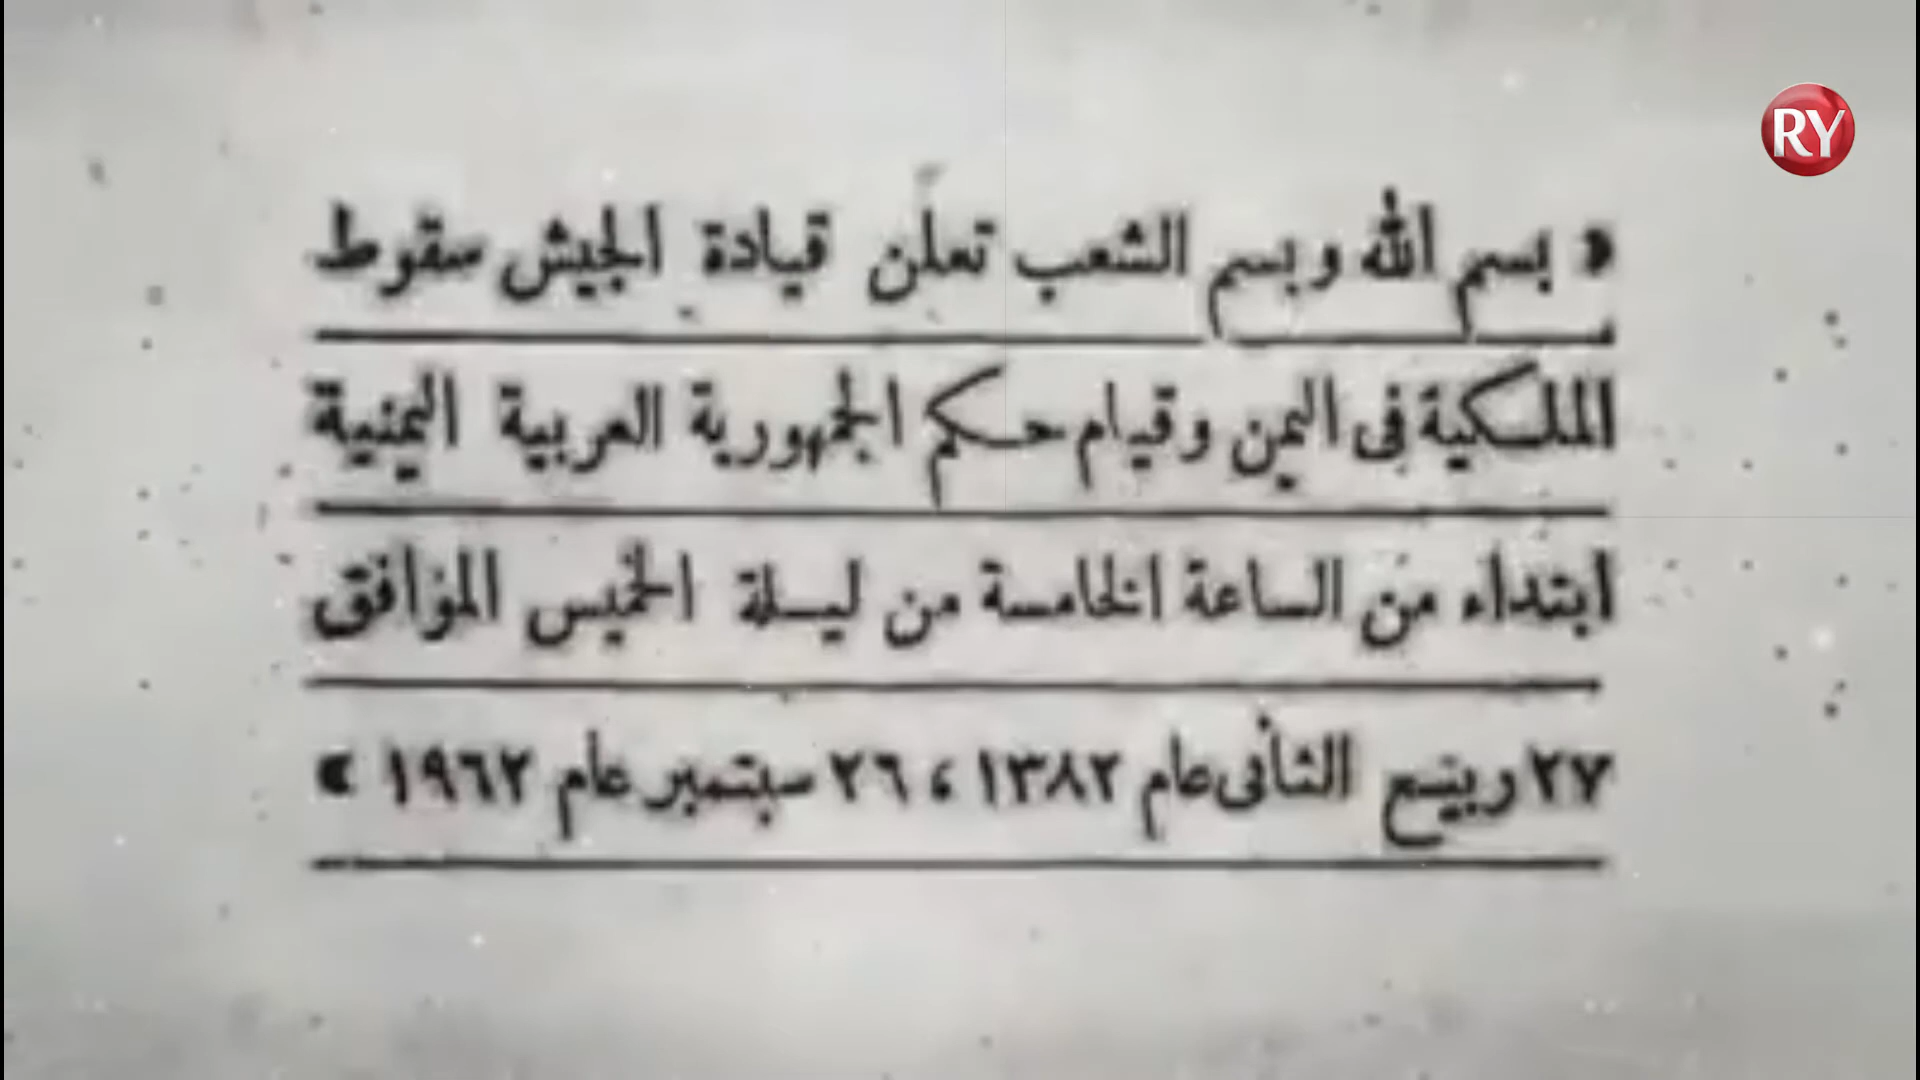 RY
« بسم الله وبسم الشعب تعلن قيادة الجيش سقوط
الملكية فى اليمن وقيام حكم الجمهورية العربية اليمنية
ابتداء من الساعة الخامسة من ليلة الخميس الموافق
٢٧ ربيع الثانى عام ١٣٨٢ ، ٢٦ سبتمبر عام ١٩٦٢ »